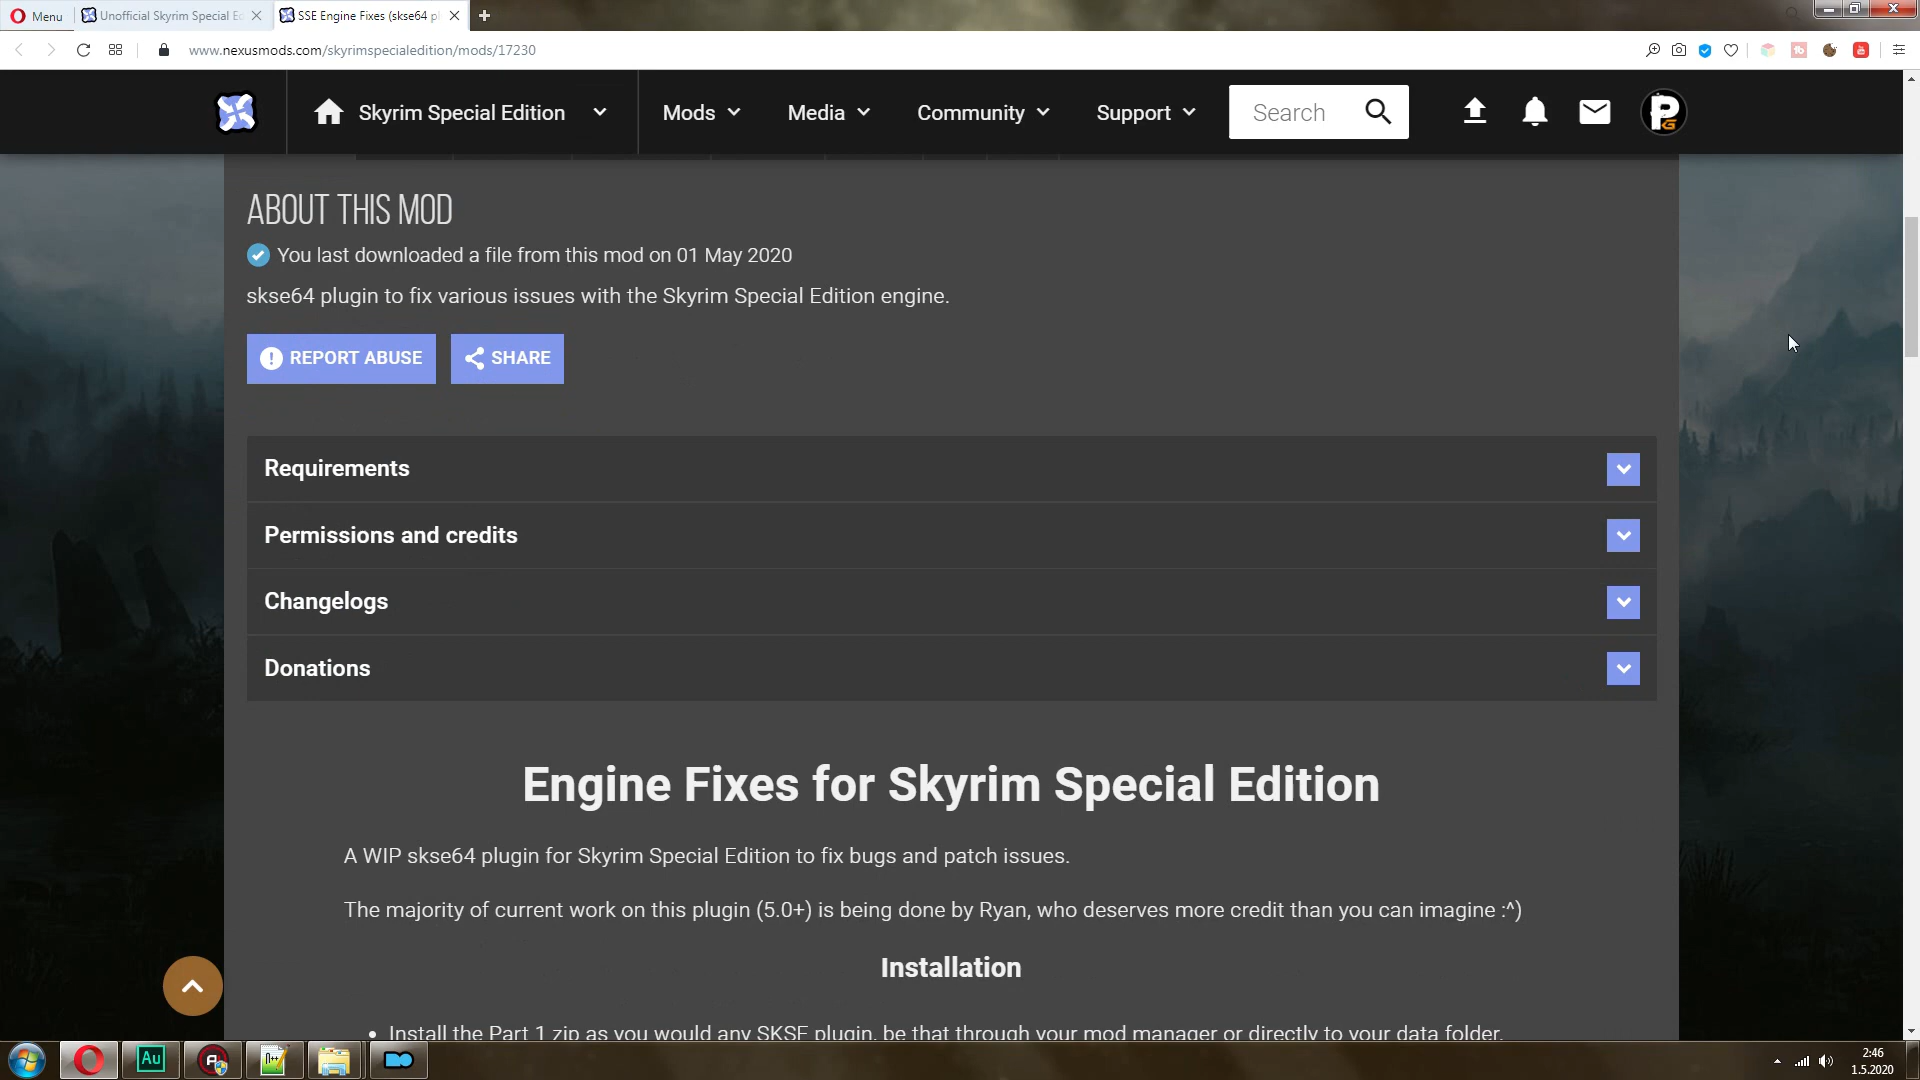 Menu
Unofficial Skyrim Special Ed
SSE Engine Fixes (skse64 pl
www.nexusmods.com/skyrimspecialedition/mods/17230
Skyrim Special Edition
Mods
Media
Community
Support
Search
ABOUT THIS MOD
You last downloaded a file from this mod on 01 May 2020
skse64 plugin to fix various issues with the Skyrim Special Edition engine.
REPORT ABUSE
SHARE
Requirements
Permissions and credits
Changelogs
Donations
Engine Fixes for Skyrim Special Edition
A WIP skse64 plugin for Skyrim Special Edition to fix bugs and patch issues.
The majority of current work on this plugin (5.0+) is being done by Ryan, who deserves more credit than you can imagine :^)
Installation
• Install the Part 1 zip as you would any SKSE plugin, be that through your mod manager or directly to your data folder.
Au
2:46
1.5.2020